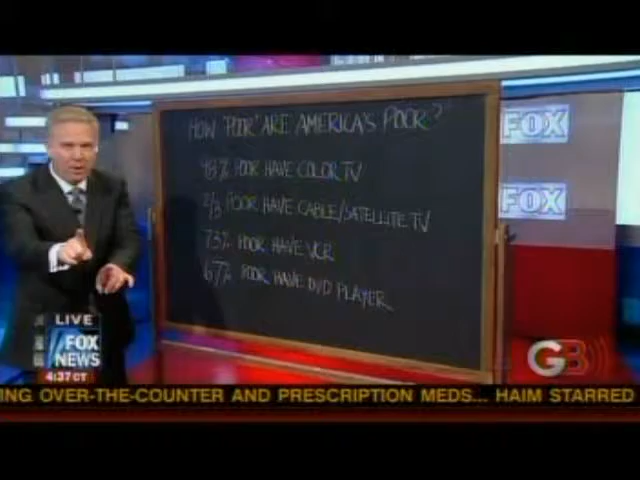 HOW 'POOR' ARE AMERICA'S POOR?
FOX
98% POOR HAVE COLOR TV
2/3 POOR HAVE CABLE/SATELLITE TV
FOX
73% POOR HAVE VCR
67% POOR HAVE DVD PLAYER
LIVE
FOX
NEWS
4:37 CT
GB
ING OVER-THE-COUNTER AND PRESCRIPTION MEDS... HAIM STARRED